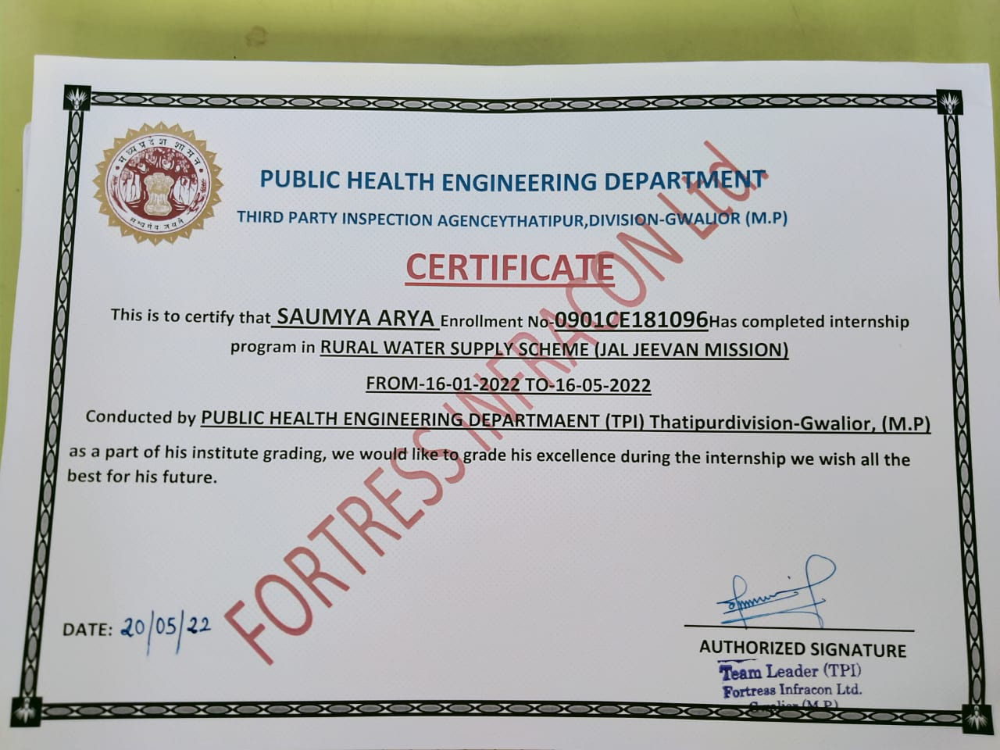 मध्यप्रदेश शासन
सत्यमेव जयते
PUBLIC HEALTH ENGINEERING DEPARTMENT
THIRD PARTY INSPECTION AGENCEYTHATIPUR,DIVISION-GWALIOR (M.P)
CERTIFICATE
This is to certify that SAUMYA ARYA Enrollment No-0901CE181096Has completed internship
program in RURAL WATER SUPPLY SCHEME (JAL JEEVAN MISSION)
FROM-16-01-2022 TO-16-05-2022
Conducted by PUBLIC HEALTH ENGINEERING DEPARTMAENT (TPI) Thatipurdivision-Gwalior, (M.P)
as a part of his institute grading, we would like to grade his excellence during the internship we wish all the
best for his future.
FORTRESS INFRACON Ltd.
DATE: 20/05/22
AUTHORIZED SIGNATURE
Team Leader (TPI)
Fortress Infracon Ltd.
Gwalior (M.P)